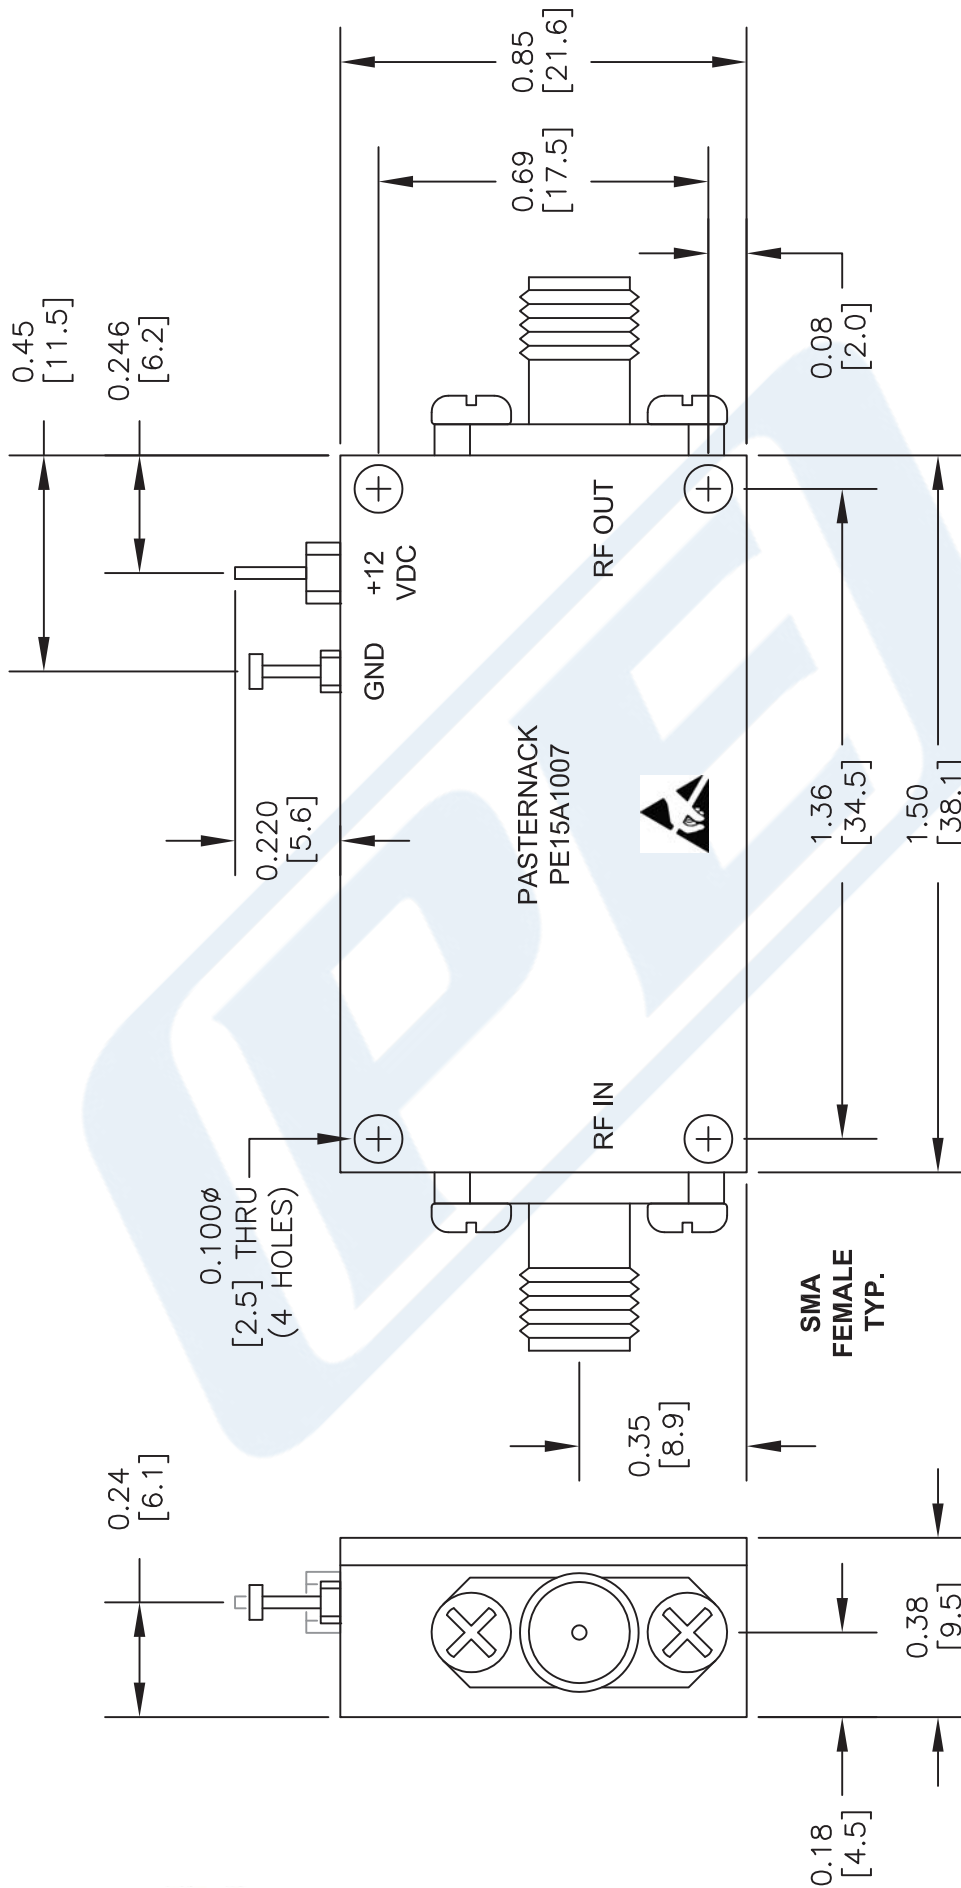 0.45
[11.5]
0.246
[6.2]
0.85
[21.6]
0.69
[17.5]
0.08
[2.0]
+12
VDC
GND
RF OUT
0.220
[5.6]
PASTERNACK
PE15A1007
1.36
[34.5]
1.50
[38.1]
RF IN
0.100ϕ
[2.5] THRU
(4 HOLES)
SMA
FEMALE
TYP.
0.35
[8.9]
0.24
[6.1]
0.38
[9.5]
0.18
[4.5]
PEI